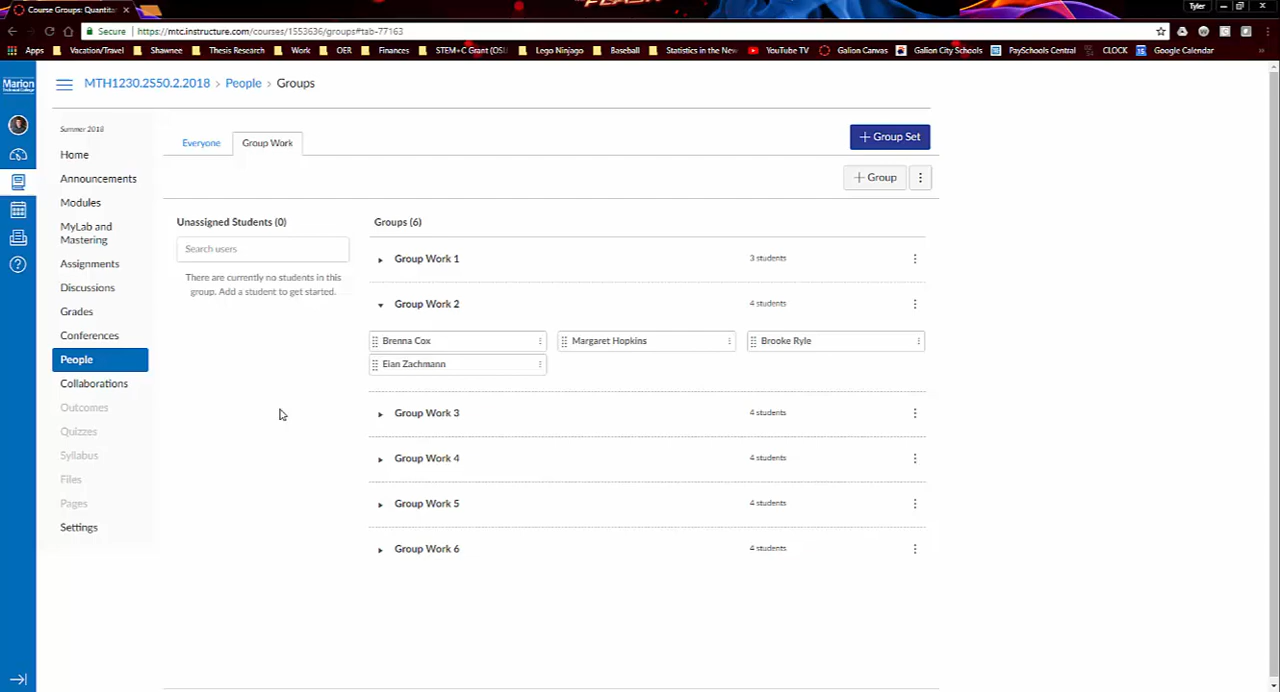 Course Groups: Quantita
Tyler
Secure
https://mtc.instructure.com/courses/1553636/groups#tab-77163
Apps Vacation/Travel Shawnee Thesis Research Work OER Finances STEM+C Grant (OSU Lego Ninjago Baseball Statistics in the New YouTube TV Galion Canvas Galion City Schools PaySchools Central CLOCK Google Calendar
Marion
MTH1230.2S50.2.2018 > People > Groups
Summer 2018
Home
Announcements
Modules
MyLab and
Mastering
Assignments
Discussions
Grades
Conferences
People
Collaborations
Outcomes
Quizzes
Syllabus
Files
Pages
Settings
Everyone Group Work
+ Group Set
+ Group
Unassigned Students (0)
Search users
There are currently no students in this
group. Add a student to get started.
Groups (6)
Group Work 1 3 students
Group Work 2 4 students
Brenna Cox Margaret Hopkins Brooke Ryle
Eian Zachmann
Group Work 3 4 students
Group Work 4 4 students
Group Work 5 4 students
Group Work 6 4 students